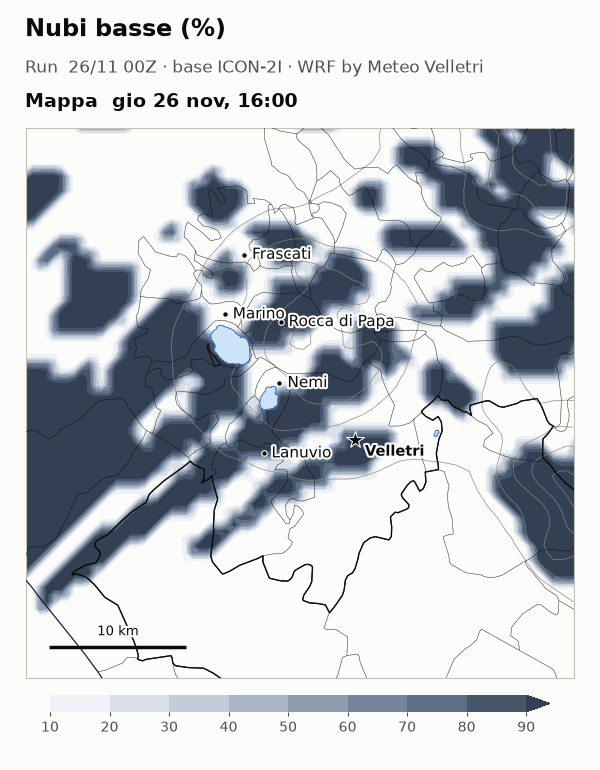 Nubi basse (%)
Run  26/11 00Z · base ICON-2I · WRF by Meteo Velletri
Mappa  gio 26 nov, 16:00
Frascati
Marino
Rocca di Papa
Nemi
Velletri
Lanuvio
10 km
10 20 30 40 50 60 70 80 90